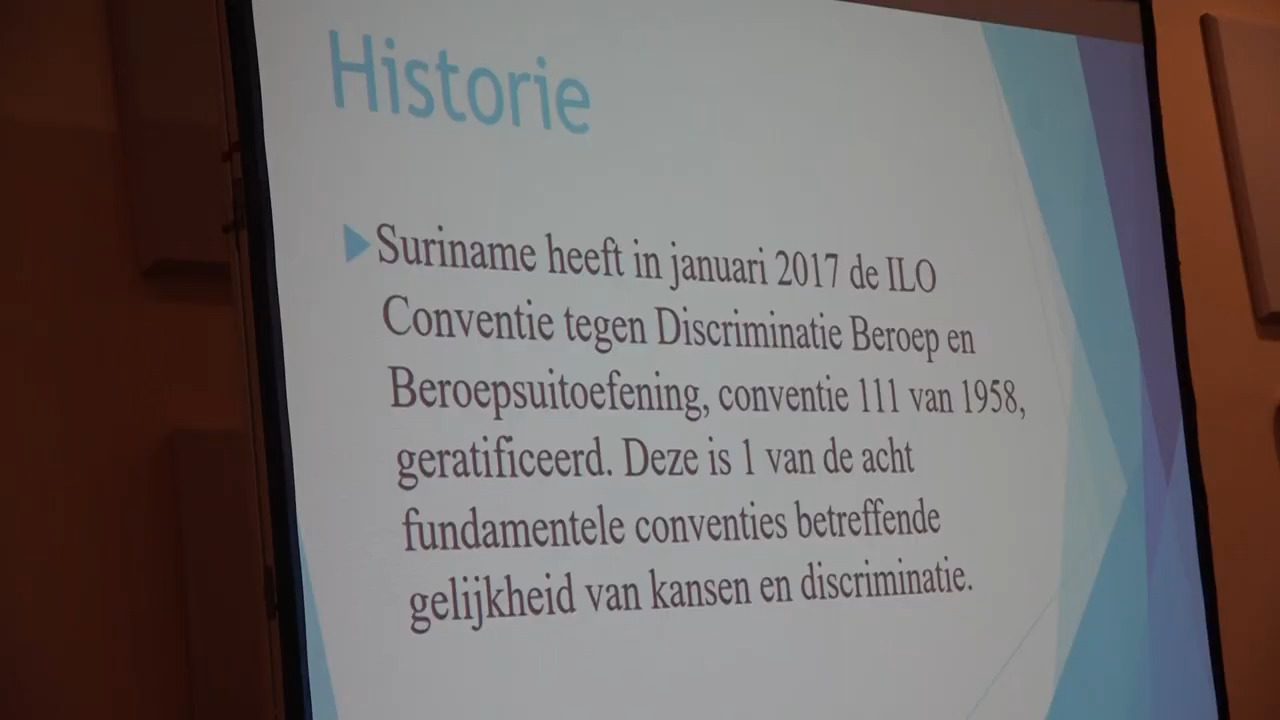 Historie
Suriname heeft in januari 2017 de ILO
Conventie tegen Discriminatie Beroep en
Beroepsuitoefening, conventie 111 van 1958,
geratificeerd. Deze is 1 van de acht
fundamentele conventies betreffende
gelijkheid van kansen en discriminatie.